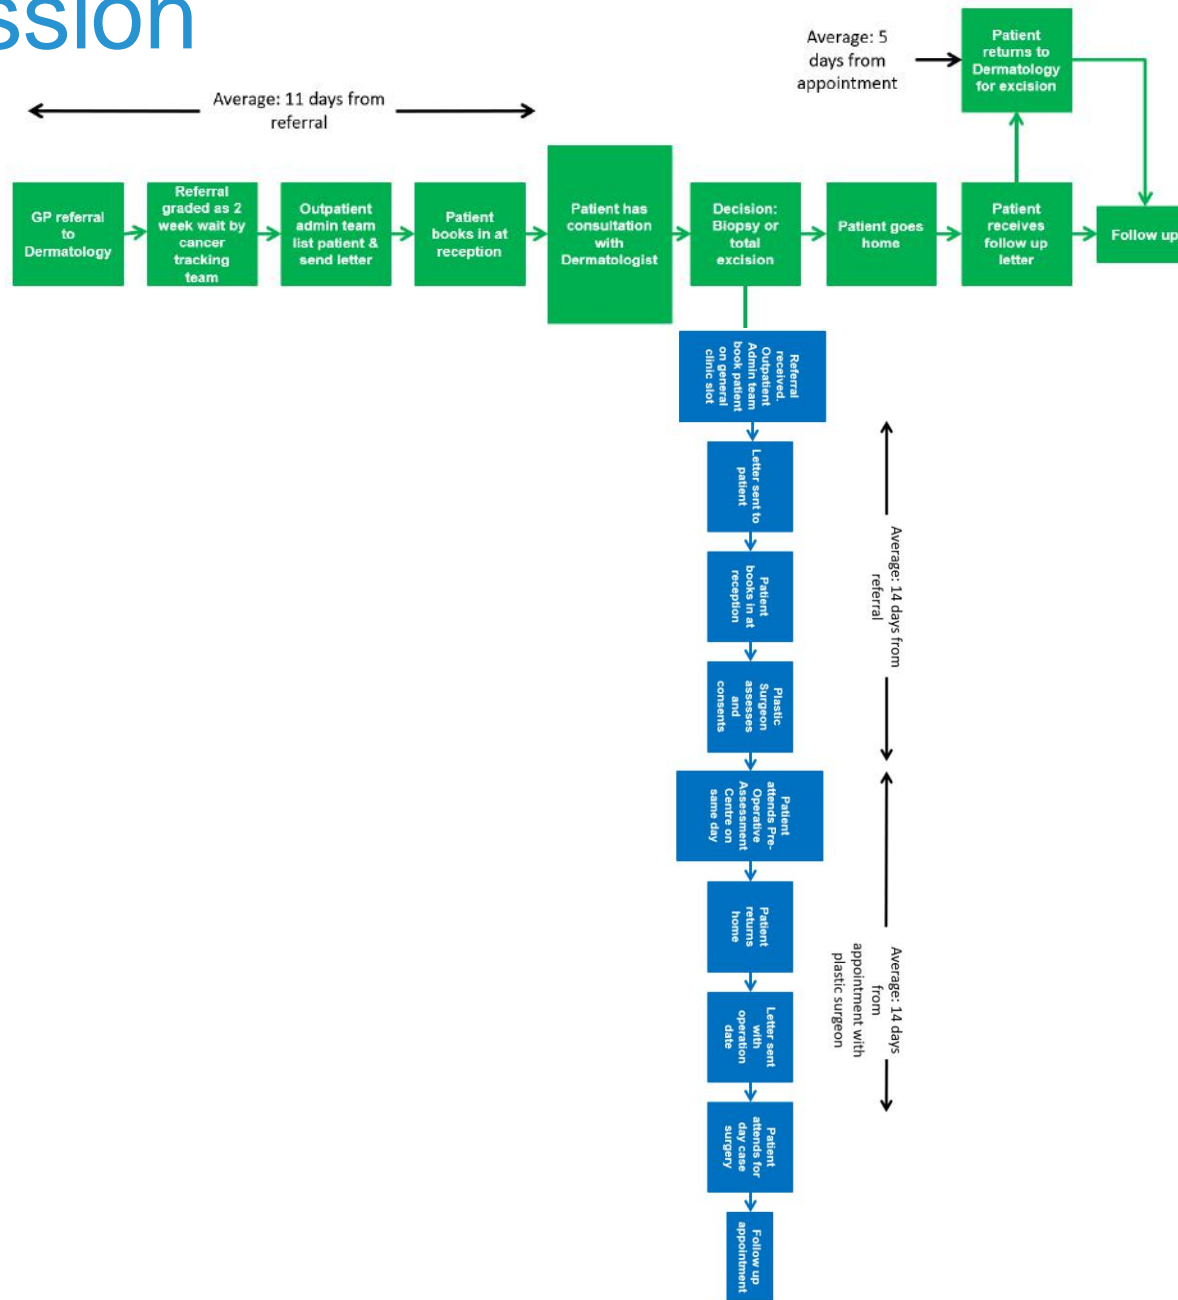 ssion
Average: 5
days from
appointment
Patient
returns to
Dermatology
for excision
Average: 11 days from
referral
GP referral
to
Dermatology
Referral
graded as 2
week wait by
cancer
tracking
team
Outpatient
admin team
list patient &
send letter
Patient
books in at
reception
Patient has
consultation
with
Dermatologist
Decision:
Biopsy or
total
excision
Patient goes
home
Patient
receives
follow up
letter
Follow up
Referral
received.
Outpatient
Admin team
book patient
on general
clinic slot
Letter sent to
patient
Patient
books in at
reception
Plastic
Surgeon
assesses
and
consents
Average: 14 days from
referral
Patient
attends Pre-
Operative
Assessment
Centre on
same day
Patient
returns
home
Letter sent
with
operation
date
Patient
attends for
day case
surgery
Average: 14 days
from
appointment with
plastic surgeon
Follow up
appointment